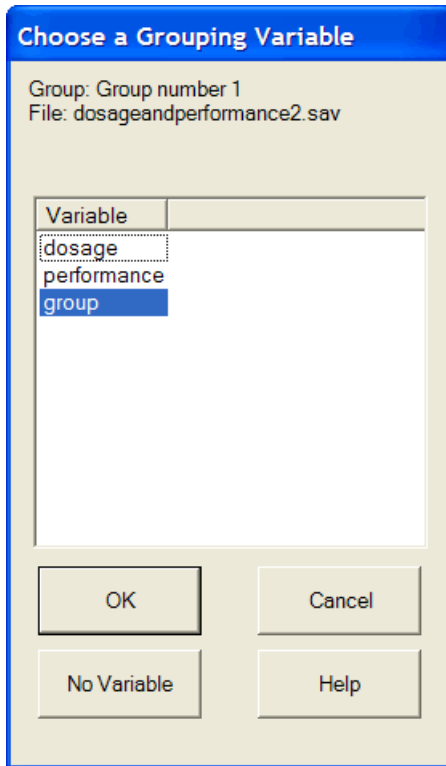 Choose a Grouping Variable
Group: Group number 1
File: dosageandperformance2.sav
Variable
dosage
performance
group
OK
Cancel
No Variable
Help